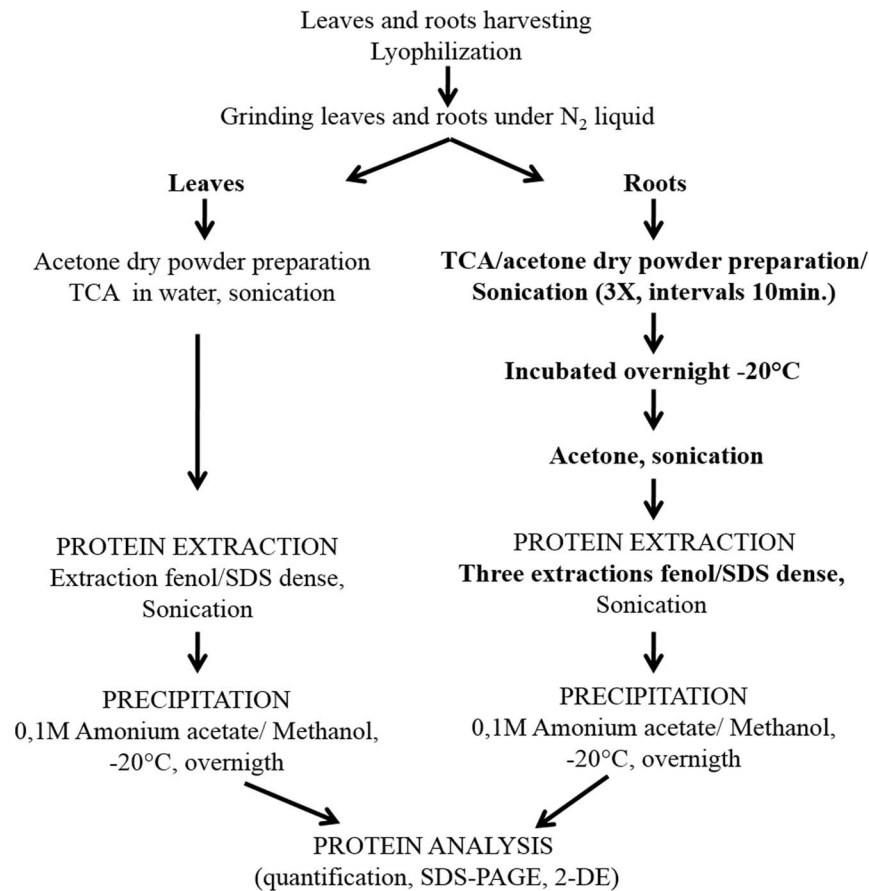 Leaves and roots harvesting
Lyophilization
Grinding leaves and roots under N₂ liquid
Leaves
Acetone dry powder preparation
TCA in water, sonication
PROTEIN EXTRACTION
Extraction fenol/SDS dense,
Sonication
PRECIPITATION
0,1M Amonium acetate/ Methanol,
-20°C, overnigth
Roots
TCA/acetone dry powder preparation/
Sonication (3X, intervals 10min.)
Incubated overnight -20°C
Acetone, sonication
PROTEIN EXTRACTION
Three extractions fenol/SDS dense,
Sonication
PRECIPITATION
0,1M Amonium acetate/ Methanol,
-20°C, overnigth
PROTEIN ANALYSIS
(quantification, SDS-PAGE, 2-DE)